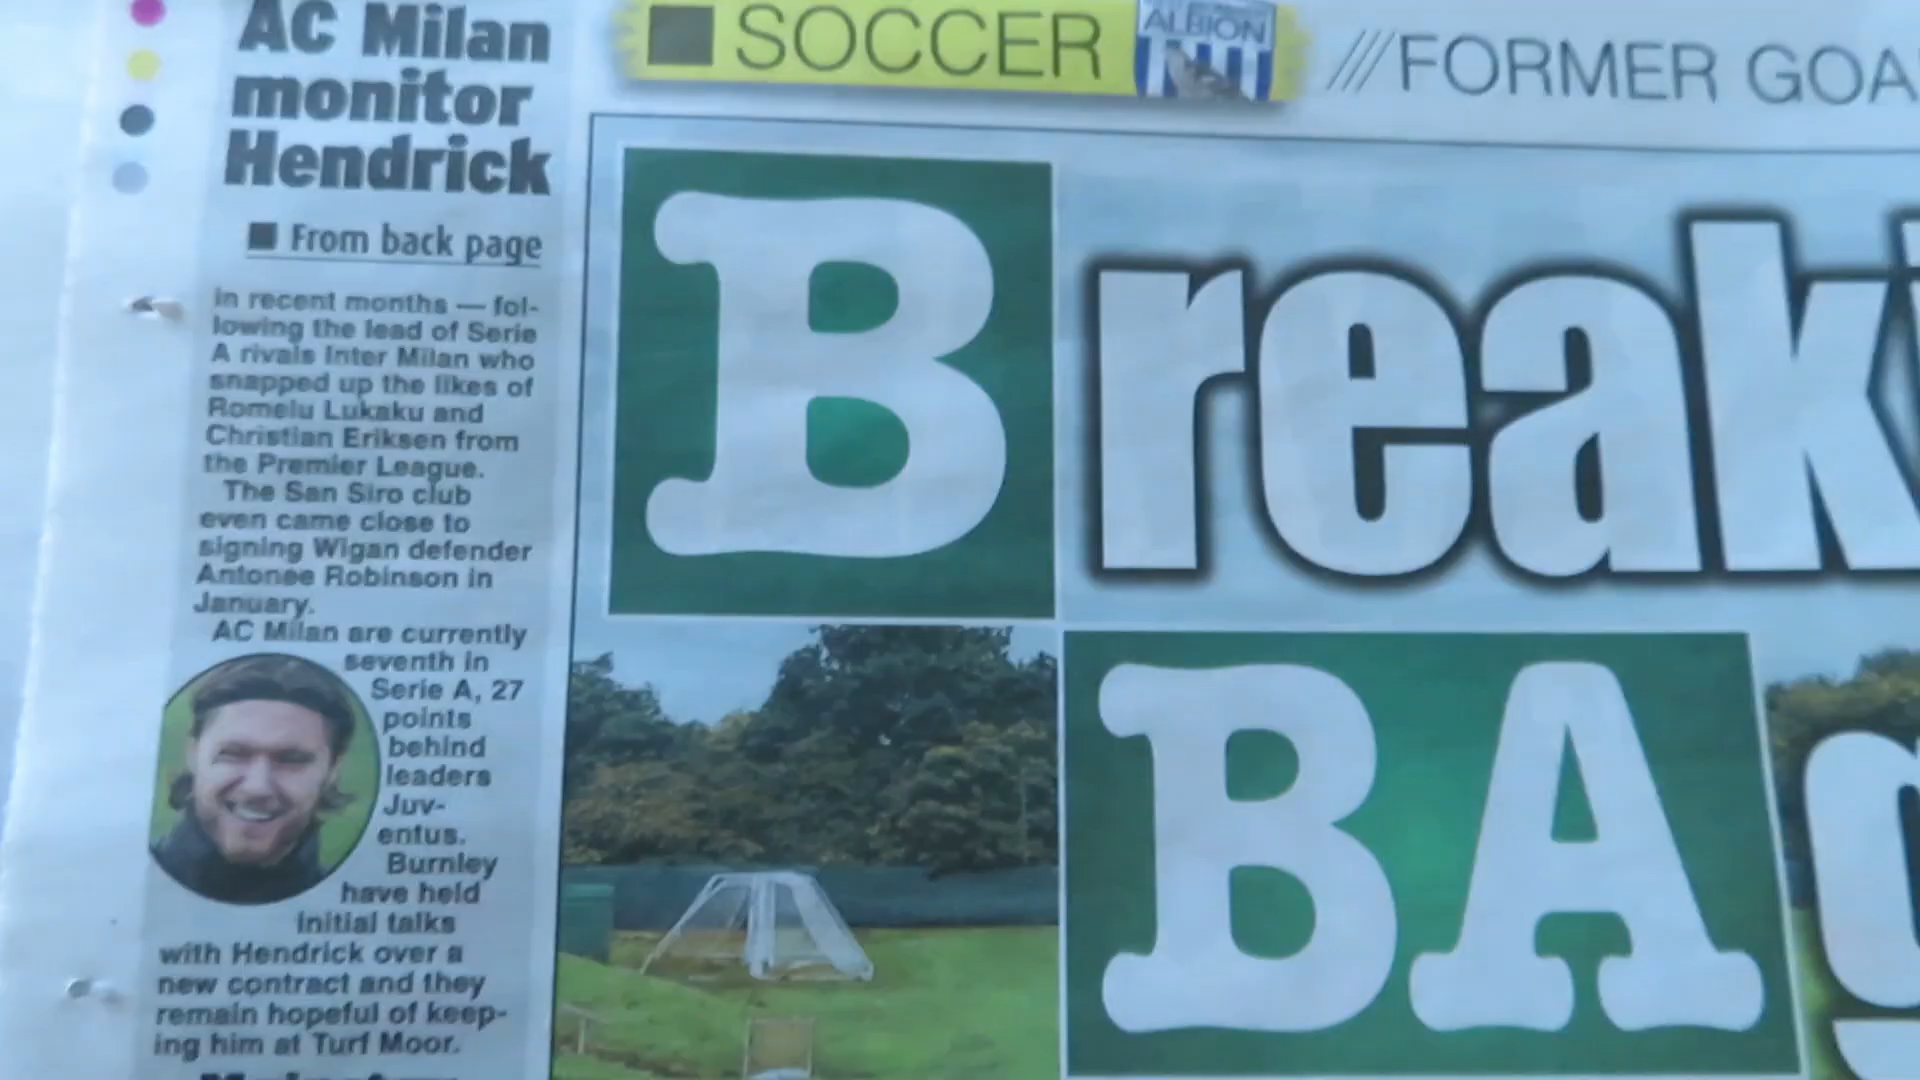 AC Milan
monitor
Hendrick
■ From back page
in recent months — fol-
lowing the lead of Serie
A rivals Inter Milan who
snapped up the likes of
Romelu Lukaku and
Christian Eriksen from
the Premier League.
The San Siro club
even came close to
signing Wigan defender
Antonee Robinson in
January.
AC Milan are currently
seventh in
Serie A, 27
points
behind
leaders
Juv-
entus.
Burnley
have held
initial talks
with Hendrick over a
new contract and they
remain hopeful of keep-
ing him at Turf Moor.
■ SOCCER
ALBION
///FORMER GOA
Breaki
BA